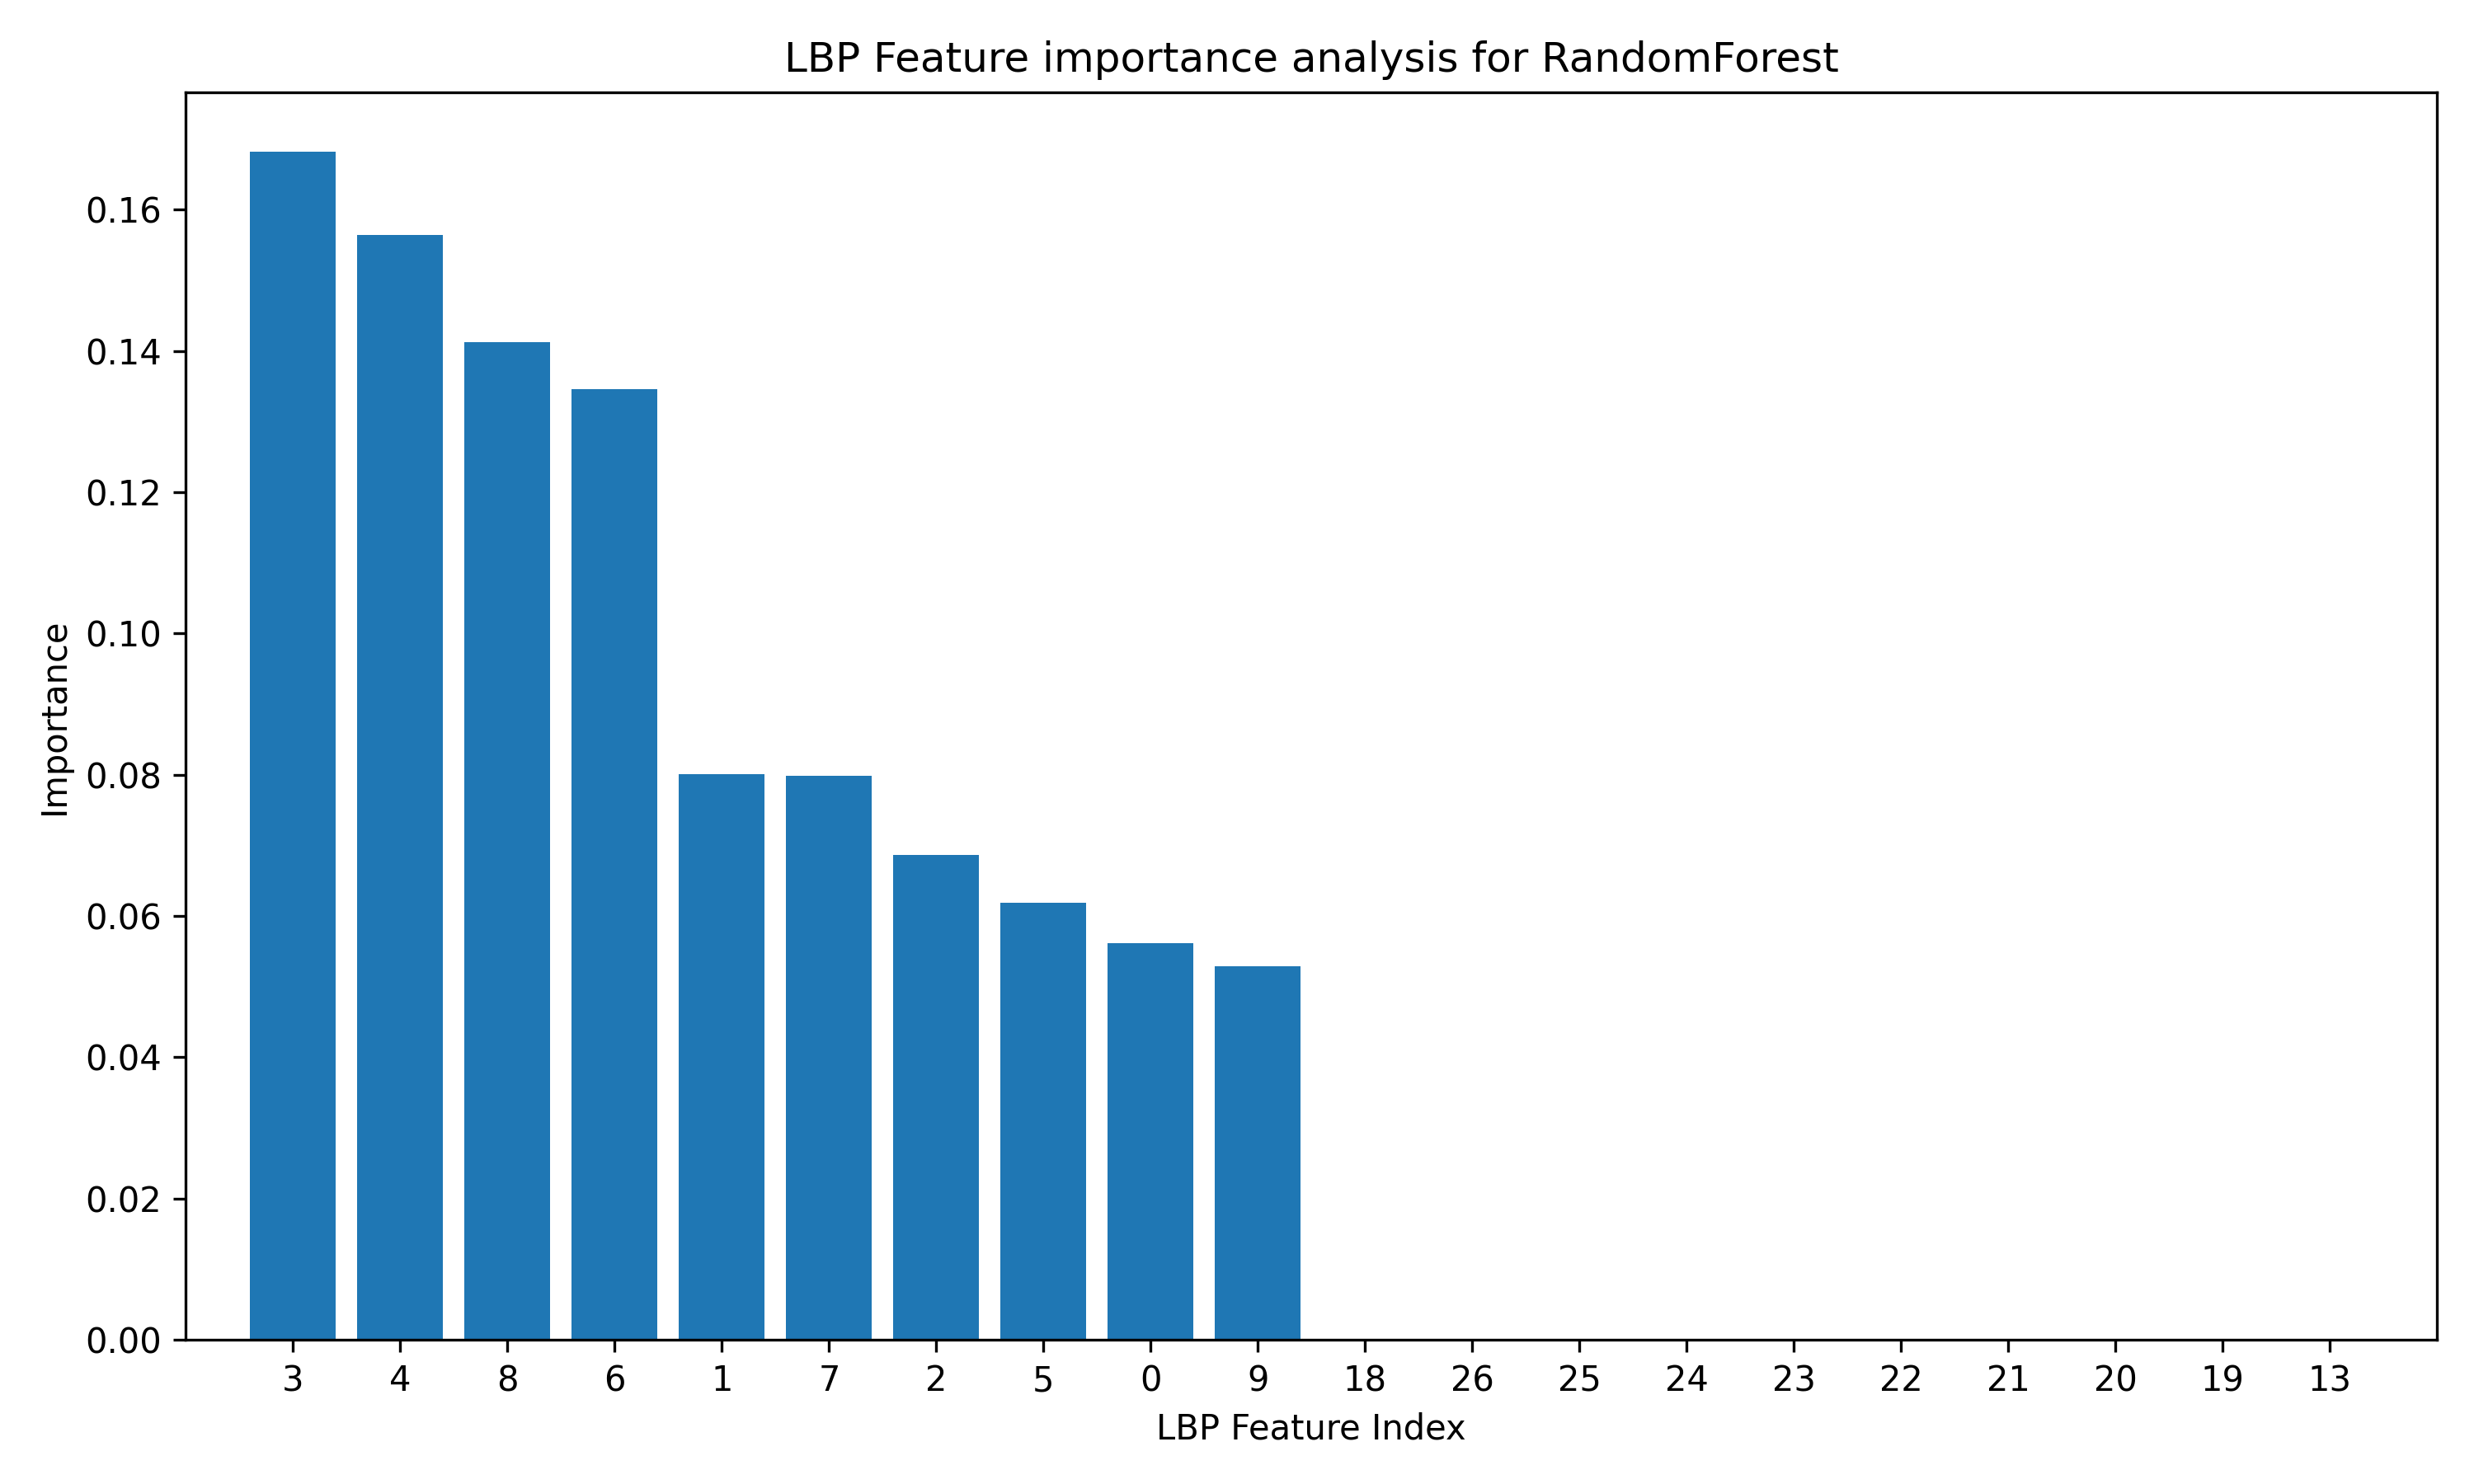 LBP Feature importance analysis for RandomForest
Importance
0.16
0.14
0.12
0.10
0.08
0.06
0.04
0.02
0.00
3 4 8 6 1 7 2 5 0 9 18 26 25 24 23 22 21 20 19 13
LBP Feature Index